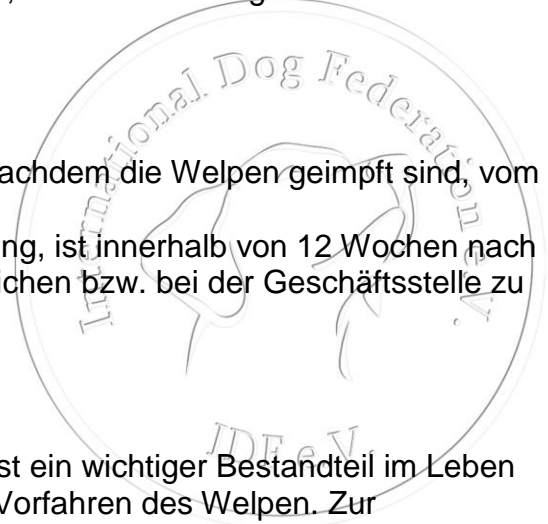 International Dog Federation e.V.
achdem die Welpen geimpft sind, vom
ng, ist innerhalb von 12 Wochen nach
ichen bzw. bei der Geschäftsstelle zu
IDF e.V.
st ein wichtiger Bestandteil im Leben
Vorfahren des Welpen. Zur